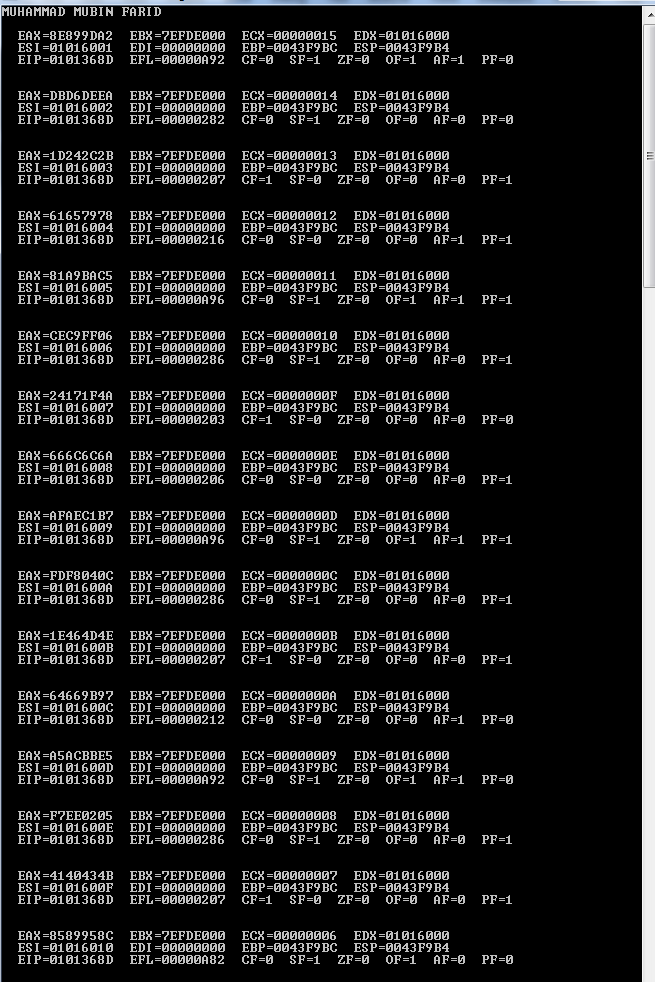 MUHAMMAD MUBIN FARID
EAX=8E899DA2 EBX=7EFDE000 ECX=00000015 EDX=01016000
ESI=01016001 EDI=00000000 EBP=0043F9BC ESP=0043F9B4
EIP=0101368D EFL=00000A92 CF=0 SF=1 ZF=0 OF=1 AF=1 PF=0
EAX=DBD6DEEA EBX=7EFDE000 ECX=00000014 EDX=01016000
ESI=01016002 EDI=00000000 EBP=0043F9BC ESP=0043F9B4
EIP=0101368D EFL=00000282 CF=0 SF=1 ZF=0 OF=0 AF=0 PF=0
EAX=1D242C2B EBX=7EFDE000 ECX=00000013 EDX=01016000
ESI=01016003 EDI=00000000 EBP=0043F9BC ESP=0043F9B4
EIP=0101368D EFL=00000207 CF=1 SF=0 ZF=0 OF=0 AF=0 PF=1
EAX=61657978 EBX=7EFDE000 ECX=00000012 EDX=01016000
ESI=01016004 EDI=00000000 EBP=0043F9BC ESP=0043F9B4
EIP=0101368D EFL=00000216 CF=0 SF=0 ZF=0 OF=0 AF=1 PF=1
EAX=81A9BAC5 EBX=7EFDE000 ECX=00000011 EDX=01016000
ESI=01016005 EDI=00000000 EBP=0043F9BC ESP=0043F9B4
EIP=0101368D EFL=00000A96 CF=0 SF=1 ZF=0 OF=1 AF=1 PF=1
EAX=CEC9FF06 EBX=7EFDE000 ECX=00000010 EDX=01016000
ESI=01016006 EDI=00000000 EBP=0043F9BC ESP=0043F9B4
EIP=0101368D EFL=00000286 CF=0 SF=1 ZF=0 OF=0 AF=0 PF=1
EAX=24171F4A EBX=7EFDE000 ECX=0000000F EDX=01016000
ESI=01016007 EDI=00000000 EBP=0043F9BC ESP=0043F9B4
EIP=0101368D EFL=00000203 CF=1 SF=0 ZF=0 OF=0 AF=0 PF=0
EAX=666C6C6A EBX=7EFDE000 ECX=0000000E EDX=01016000
ESI=01016008 EDI=00000000 EBP=0043F9BC ESP=0043F9B4
EIP=0101368D EFL=00000206 CF=0 SF=0 ZF=0 OF=0 AF=0 PF=1
EAX=AFAEC1B7 EBX=7EFDE000 ECX=0000000D EDX=01016000
ESI=01016009 EDI=00000000 EBP=0043F9BC ESP=0043F9B4
EIP=0101368D EFL=00000A96 CF=0 SF=1 ZF=0 OF=1 AF=1 PF=1
EAX=FDF8040C EBX=7EFDE000 ECX=0000000C EDX=01016000
ESI=0101600A EDI=00000000 EBP=0043F9BC ESP=0043F9B4
EIP=0101368D EFL=00000286 CF=0 SF=1 ZF=0 OF=0 AF=0 PF=1
EAX=1E464D4E EBX=7EFDE000 ECX=0000000B EDX=01016000
ESI=0101600B EDI=00000000 EBP=0043F9BC ESP=0043F9B4
EIP=0101368D EFL=00000207 CF=1 SF=0 ZF=0 OF=0 AF=0 PF=1
EAX=64669B97 EBX=7EFDE000 ECX=0000000A EDX=01016000
ESI=0101600C EDI=00000000 EBP=0043F9BC ESP=0043F9B4
EIP=0101368D EFL=00000212 CF=0 SF=0 ZF=0 OF=0 AF=1 PF=0
EAX=A5ACBBE5 EBX=7EFDE000 ECX=00000009 EDX=01016000
ESI=0101600D EDI=00000000 EBP=0043F9BC ESP=0043F9B4
EIP=0101368D EFL=00000A92 CF=0 SF=1 ZF=0 OF=1 AF=1 PF=0
EAX=F7EE0205 EBX=7EFDE000 ECX=00000008 EDX=01016000
ESI=0101600E EDI=00000000 EBP=0043F9BC ESP=0043F9B4
EIP=0101368D EFL=00000286 CF=0 SF=1 ZF=0 OF=0 AF=0 PF=1
EAX=4140434B EBX=7EFDE000 ECX=00000007 EDX=01016000
ESI=0101600F EDI=00000000 EBP=0043F9BC ESP=0043F9B4
EIP=0101368D EFL=00000207 CF=1 SF=0 ZF=0 OF=0 AF=0 PF=1
EAX=8589958C EBX=7EFDE000 ECX=00000006 EDX=01016000
ESI=01016010 EDI=00000000 EBP=0043F9BC ESP=0043F9B4
EIP=0101368D EFL=00000A82 CF=0 SF=1 ZF=0 OF=1 AF=0 PF=0